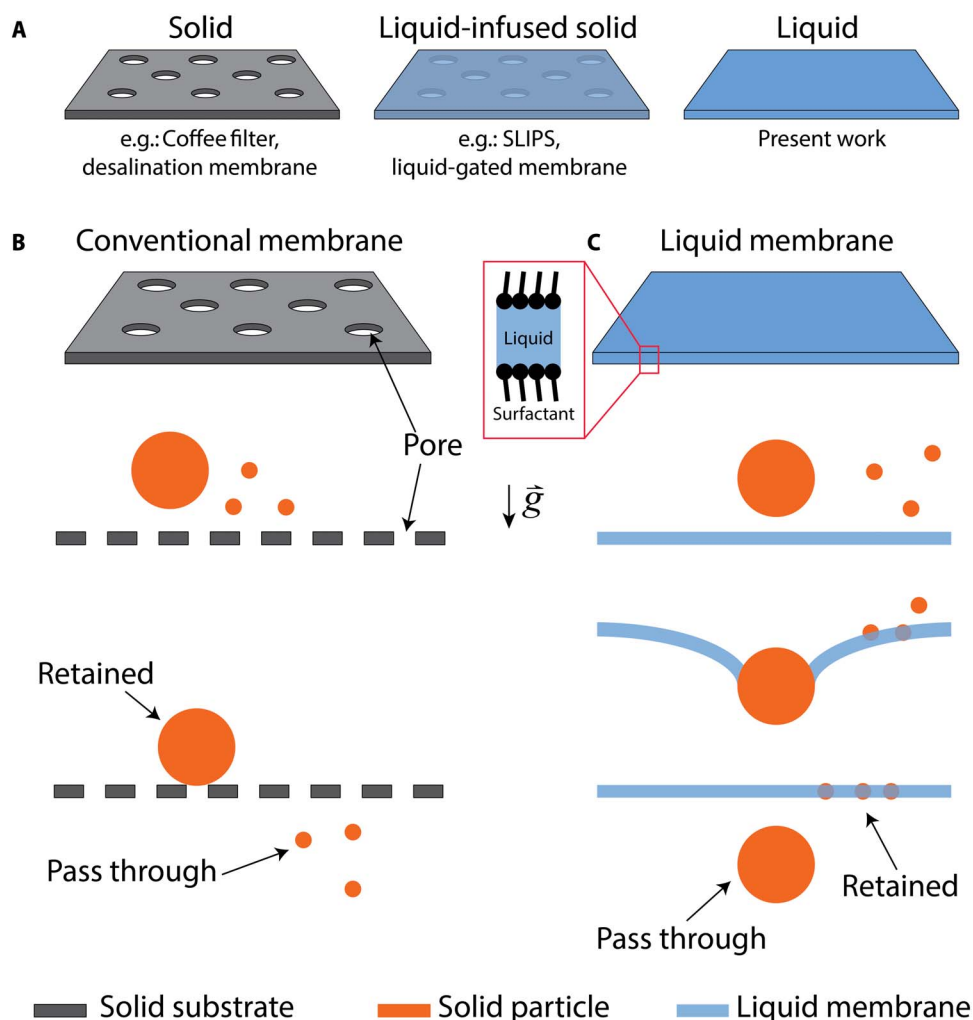 A
Solid
Liquid-infused solid
Liquid
e.g.: Coffee filter,
desalination membrane
e.g.: SLIPS,
liquid-gated membrane
Present work
B
Conventional membrane
C
Liquid membrane
Liquid
Surfactant
Pore
g⃗
Retained
Pass through
Retained
Pass through
Solid substrate
Solid particle
Liquid membrane